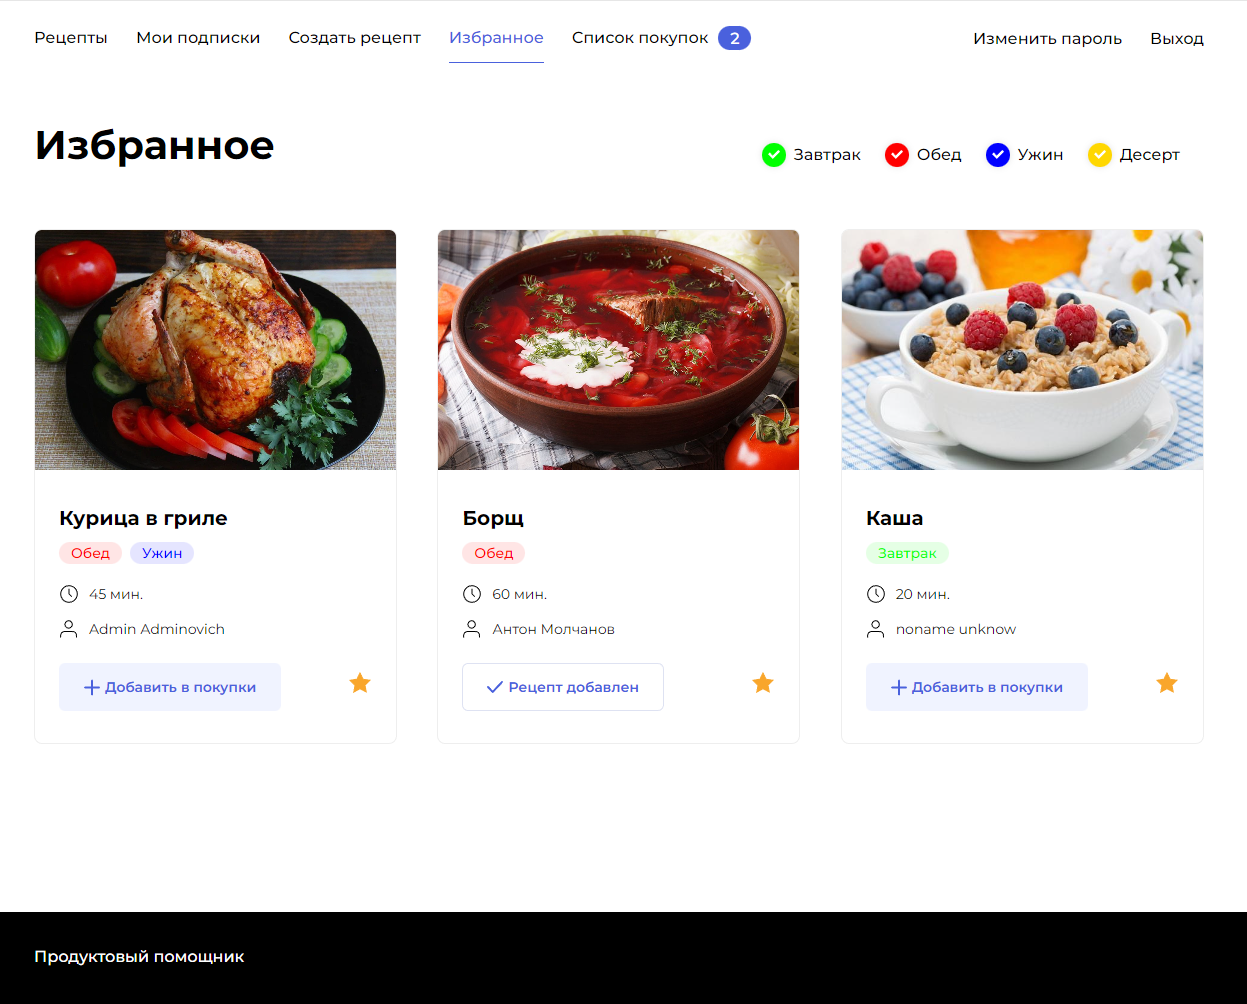 Рецепты Мои подписки Создать рецепт Избранное Список покупок 2 Изменить пароль Выход
Избранное
Завтрак Обед Ужин Десерт
Курица в гриле
Обед Ужин
45 мин.
Admin Adminovich
Добавить в покупки
Борщ
Обед
60 мин.
Антон Молчанов
Рецепт добавлен
Каша
Завтрак
20 мин.
noname unknow
Добавить в покупки
Продуктовый помощник